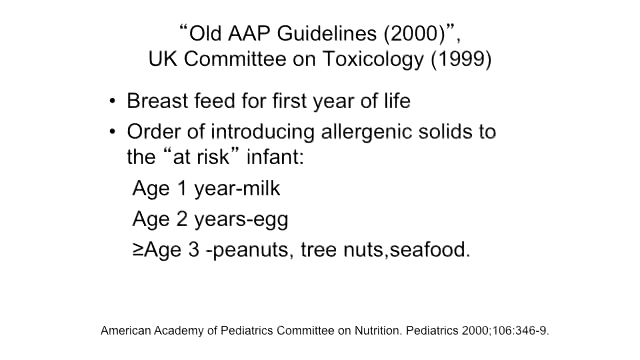 “Old AAP Guidelines (2000)”,
UK Committee on Toxicology (1999)
• Breast feed for first year of life
• Order of introducing allergenic solids to
the “at risk” infant:
Age 1 year-milk
Age 2 years-egg
≥Age 3 -peanuts, tree nuts,seafood.
American Academy of Pediatrics Committee on Nutrition. Pediatrics 2000;106:346-9.